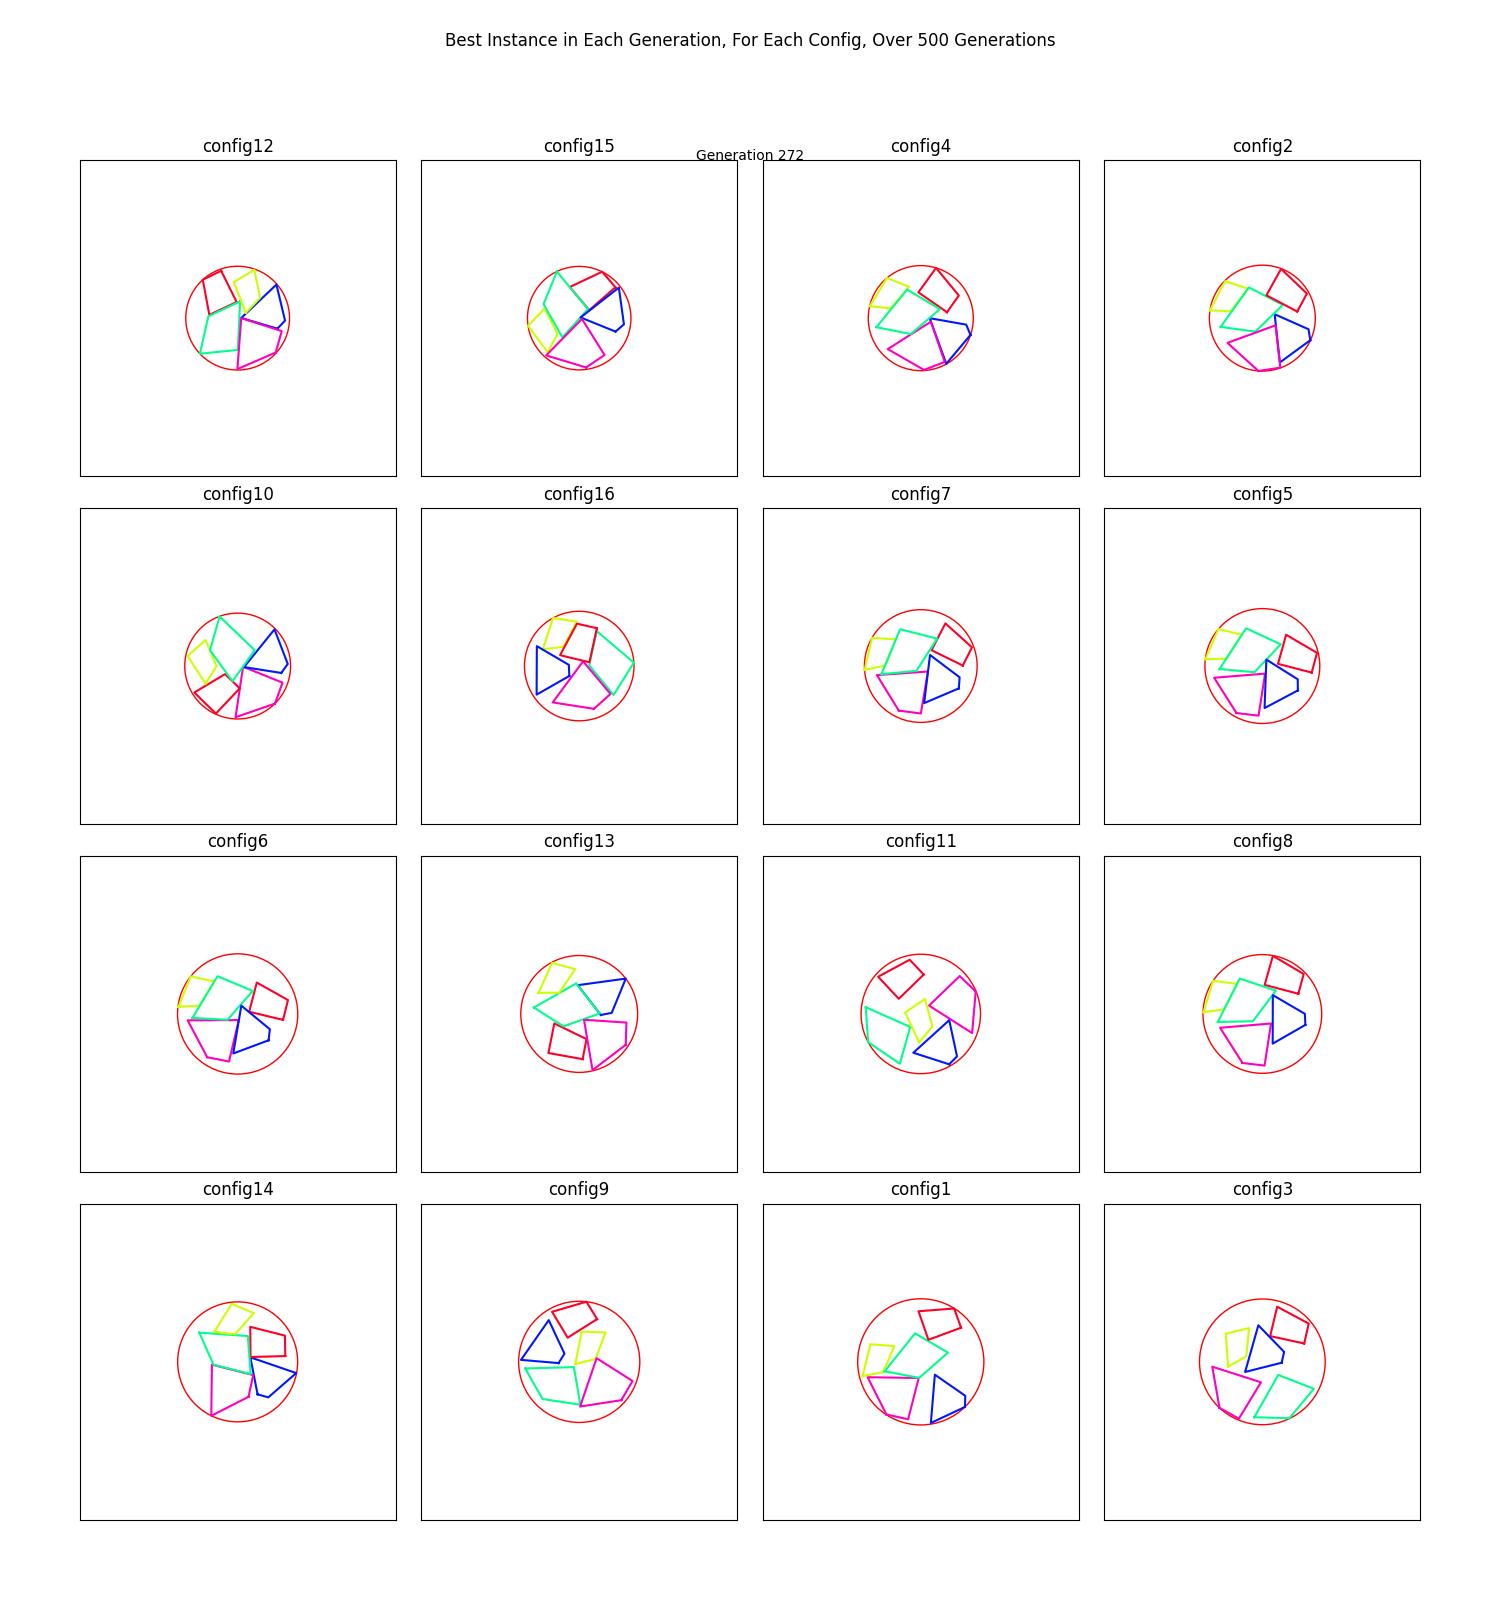 Best Instance in Each Generation, For Each Config, Over 500 Generations
Generation 272
config12
config15
config4
config2
config10
config16
config7
config5
config6
config13
config11
config8
config14
config9
config1
config3